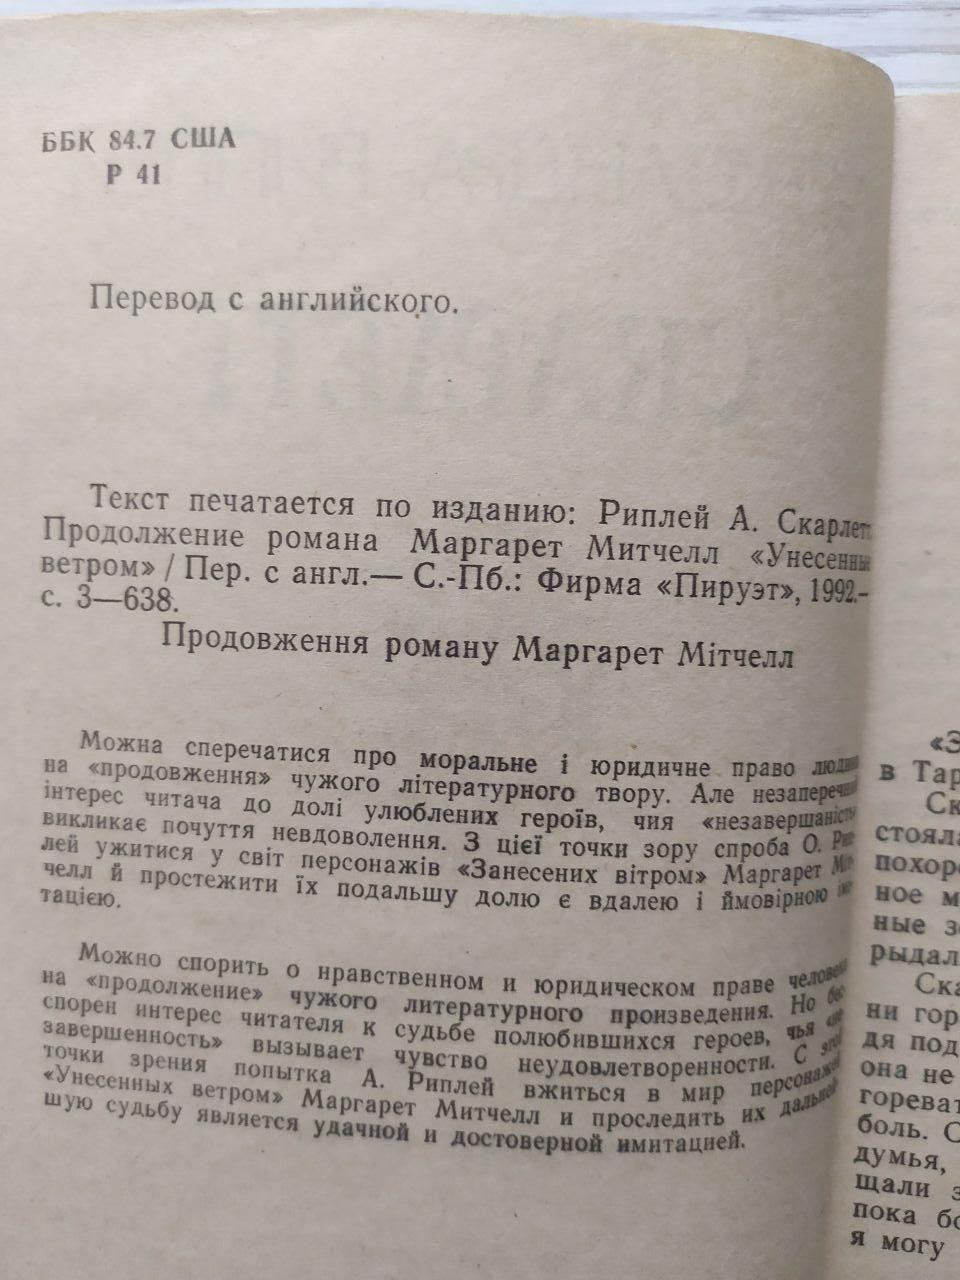 ББК 84.7 США
Р 41
Перевод с английского.
Текст печатается по изданию: Риплей А. Скарлетт
Продолжение романа Маргарет Митчелл «Унесенные
ветром» / Пер. с англ.— С.-Пб.: Фирма «Пируэт», 1992.-
с. 3—638.
Продовження роману Маргарет Мітчелл
Можна сперечатися про моральне і юридичне право людини
на «продовження» чужого літературного твору. Але незаперечний
інтерес читача до долі улюблених героїв, чия «незавершеність»
викликає почуття невдоволення. З цієї точки зору спроба О. Рип-
лей ужитися у світ персонажів «Занесених вітром» Маргарет Міт-
челл й простежити їх подальшу долю є вдалею і ймовірною імі-
тацією.
Можно спорить о нравственном и юридическом праве человека
на «продолжение» чужого литературного произведения. Но бес-
спорен интерес читателя к судьбе полюбившихся героев, чья «не-
завершенность» вызывает чувство неудовлетворенности. С этой
точки зрения попытка А. Риплей вжиться в мир персонажей
«Унесенных ветром» Маргарет Митчелл и проследить их дальней-
шую судьбу является удачной и достоверной имитацией.
«З
в Тар
Ск
стояла
похоро
ное м
ные з
рыдал
Ска
ни гор
дя под
она не
гореват
боль. С
думья,
щали з
пока бо
я могу